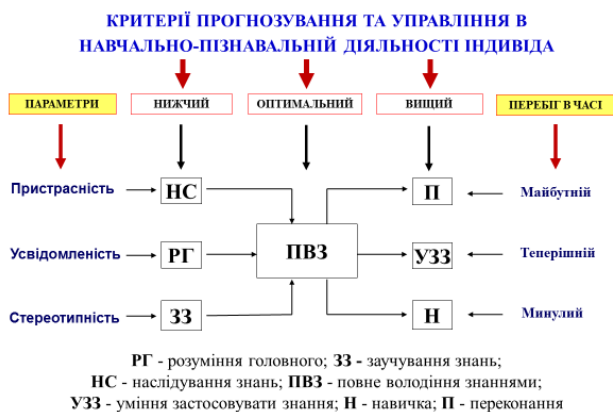 КРИТЕРІЇ ПРОГНОЗУВАННЯ ТА УПРАВЛІННЯ В
НАВЧАЛЬНО-ПІЗНАВАЛЬНІЙ ДІЯЛЬНОСТІ ІНДИВІДА
ПАРАМЕТРИ
НИЖЧИЙ
ОПТИМАЛЬНИЙ
ВИЩИЙ
ПЕРЕБІГ В ЧАСІ
Пристрасність
НС
П
Майбутній
Усвідомленість
РГ
ПВЗ
УЗЗ
Теперішній
Стереотипність
ЗЗ
Н
Минулий
РГ - розуміння головного; ЗЗ - заучування знань;
НС - наслідування знань; ПВЗ - повне володіння знаннями;
УЗЗ - уміння застосовувати знання; Н - навичка; П - переконання